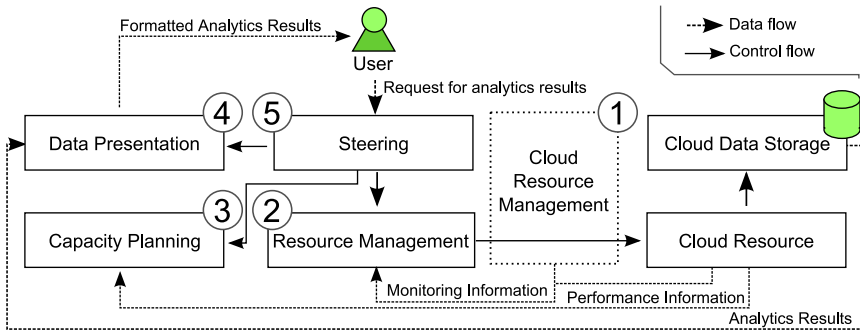 Formatted Analytics Results
User
Data flow
Control flow
Request for analytics results
4
5
1
Data Presentation
Steering
Cloud
Resource
Management
Cloud Data Storage
3
2
Capacity Planning
Resource Management
Cloud Resource
Monitoring Information
Performance Information
Analytics Results